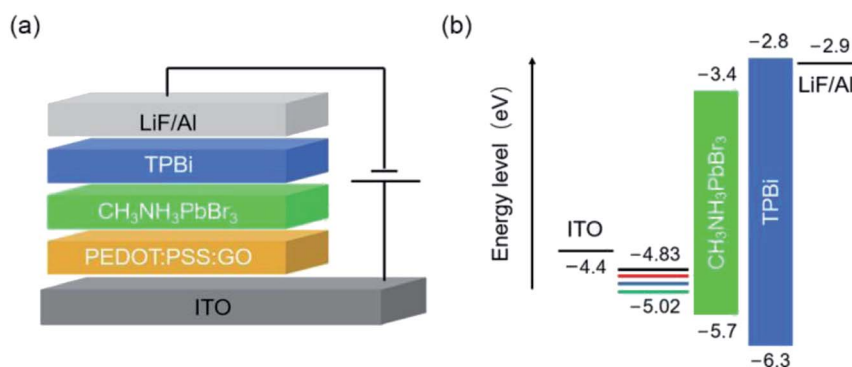 (a)
LiF/Al
TPBi
CH₃NH₃PbBr₃
PEDOT:PSS:GO
ITO
(b)
Energy level (eV)
ITO
−4.4
−4.83
−5.02
−3.4
CH₃NH₃PbBr₃
−5.7
−2.8
TPBi
−6.3
−2.9
LiF/Al